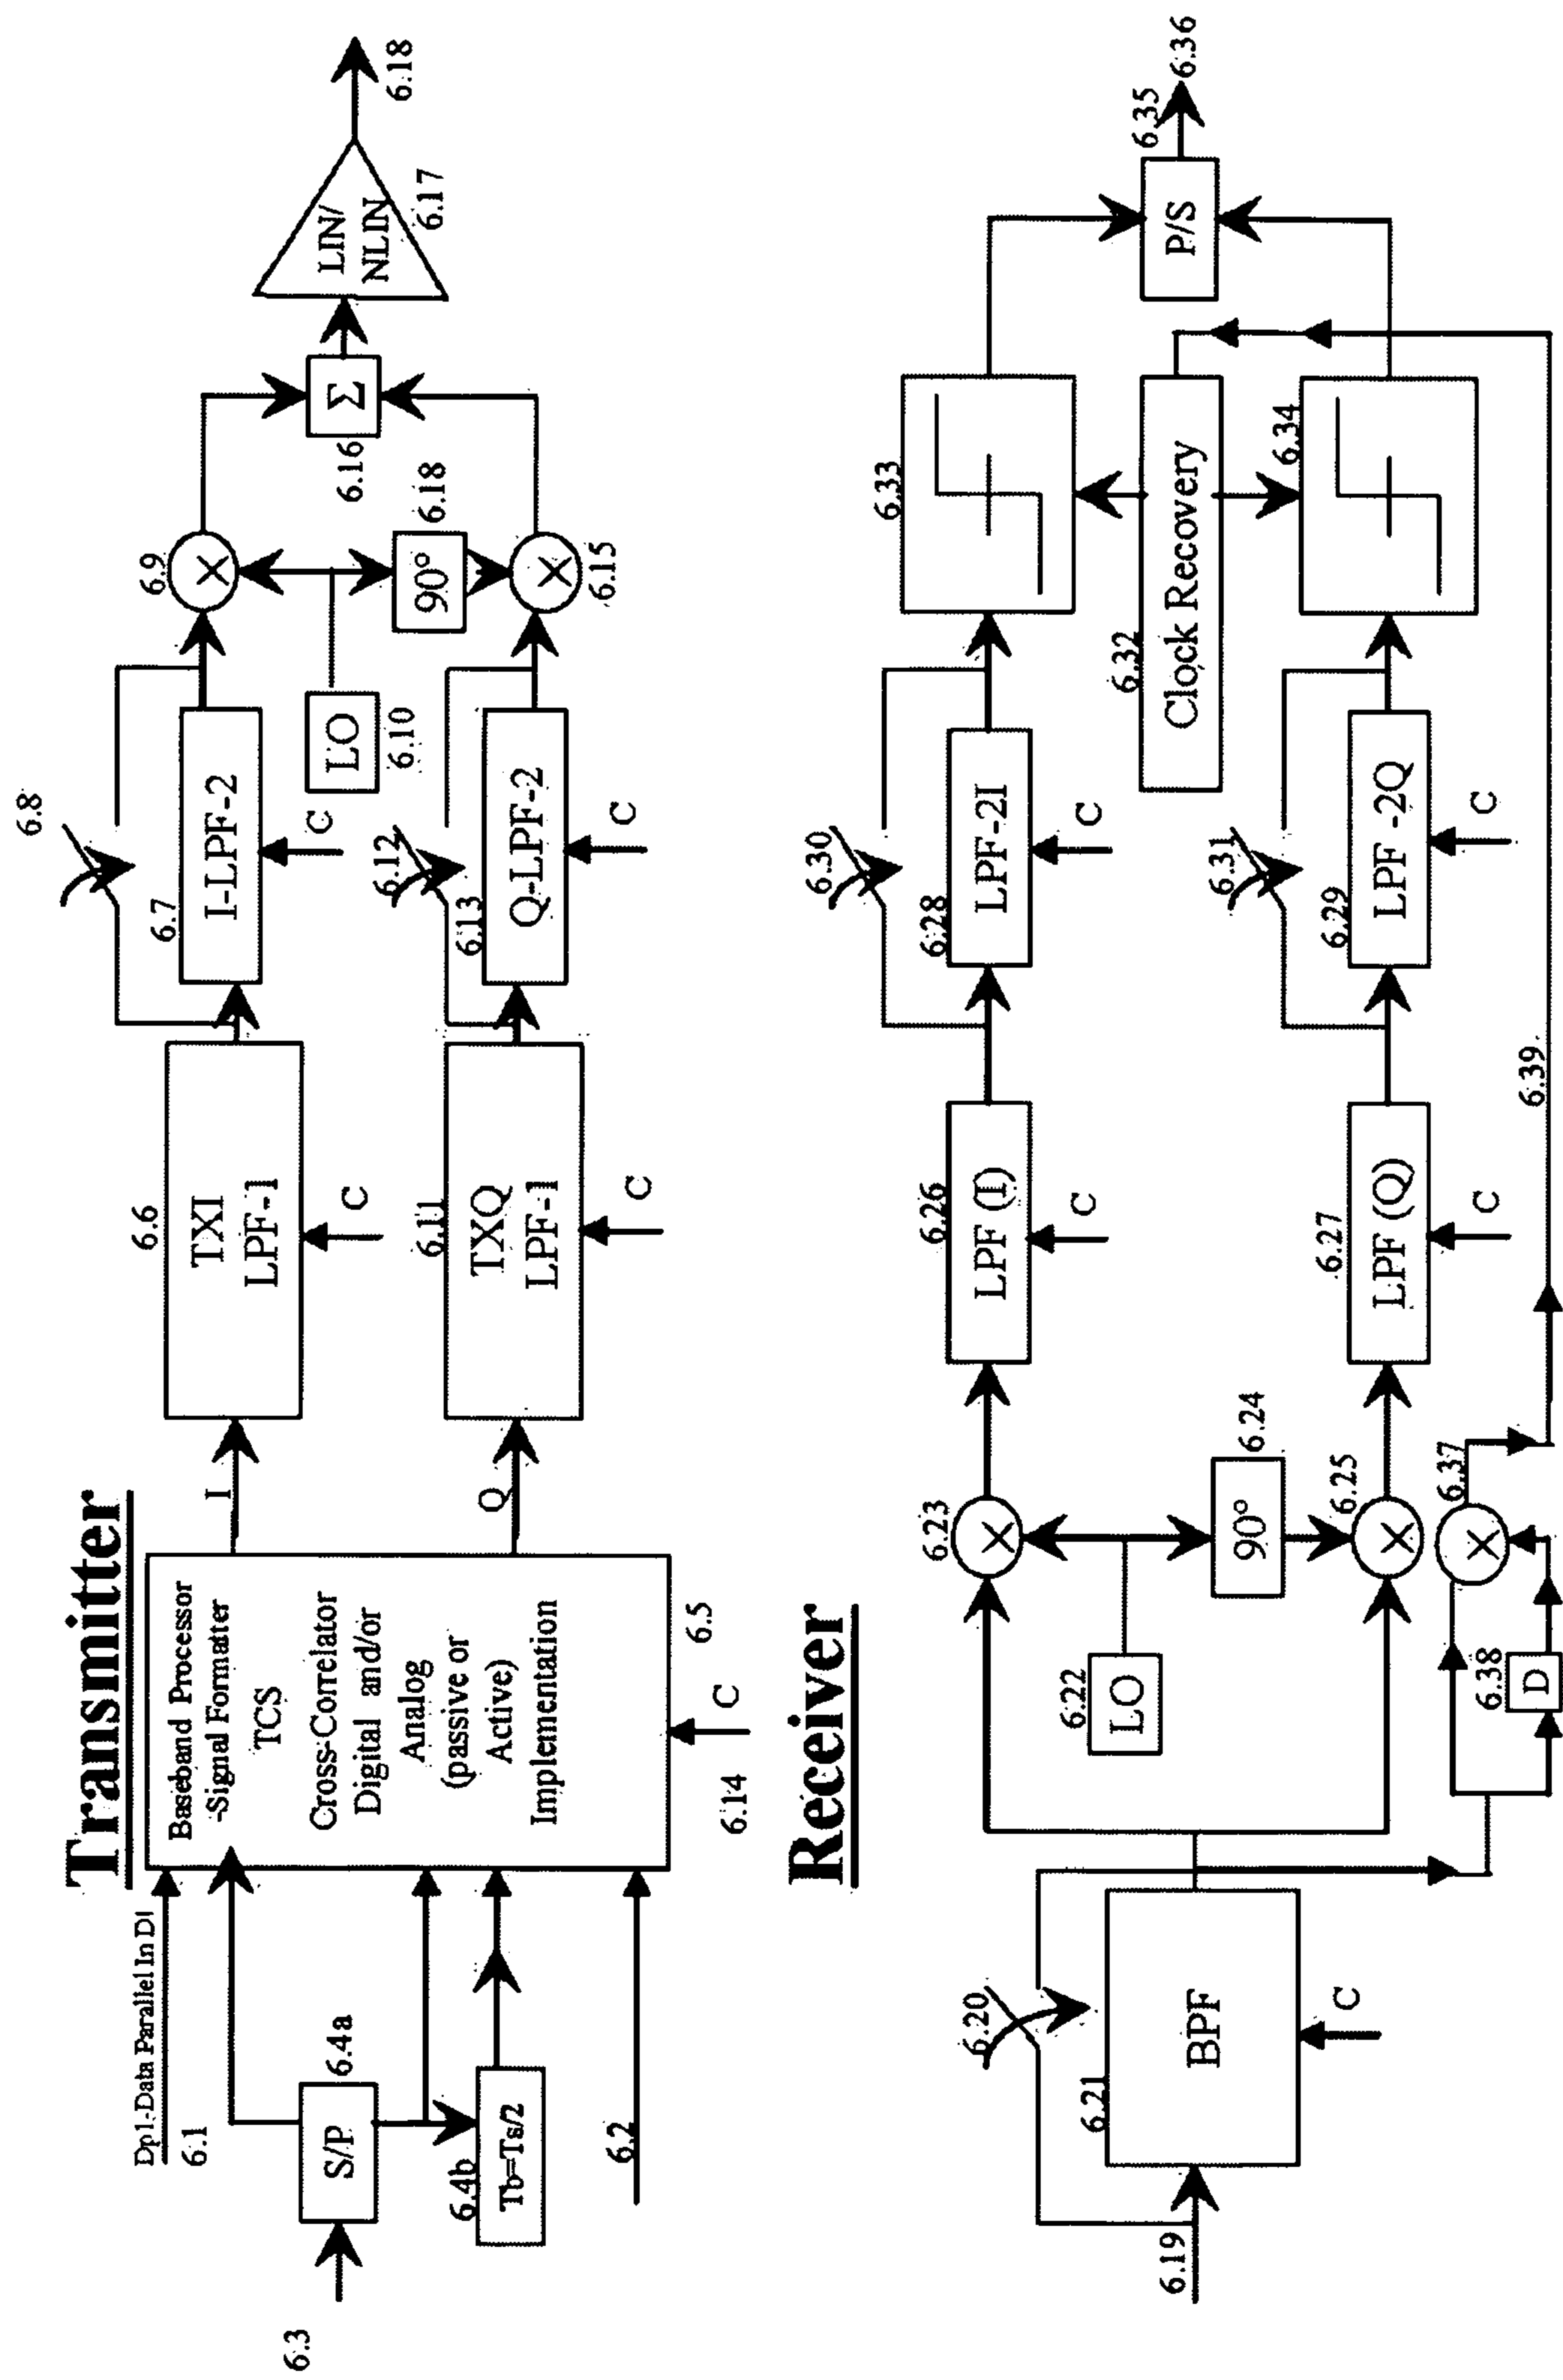 Transmitter
Dp1-Data Parallel In D1
6.1
6.3
S/P
6.4a
6.4b
Tb=Ts/2
6.2
Baseband Processor
-Signal Formatter
TCS
Cross-Correlator
Digital and/or
Analog
(passive or
Active)
Implementation
6.5
C
6.14
I
Q
6.6
TXI
LPF-1
C
6.11
TXQ
LPF-1
C
6.8
6.7
I-LPF-2
C
6.12
6.13
Q-LPF-2
C
LO
6.10
6.9
X
90°
6.18
X
6.15
Σ
6.16
LIN/
NLIN
6.17
6.18
Receiver
6.19
6.20
6.21
BPF
C
6.22
LO
6.23
X
90°
6.24
X
6.25
6.38
D
X
6.37
6.39
6.26
LPF (I)
C
6.27
LPF (Q)
C
6.30
6.28
LPF-2I
C
6.31
6.29
LPF -2Q
C
6.32
Clock Recovery
6.33
6.34
P/S
6.35
6.36